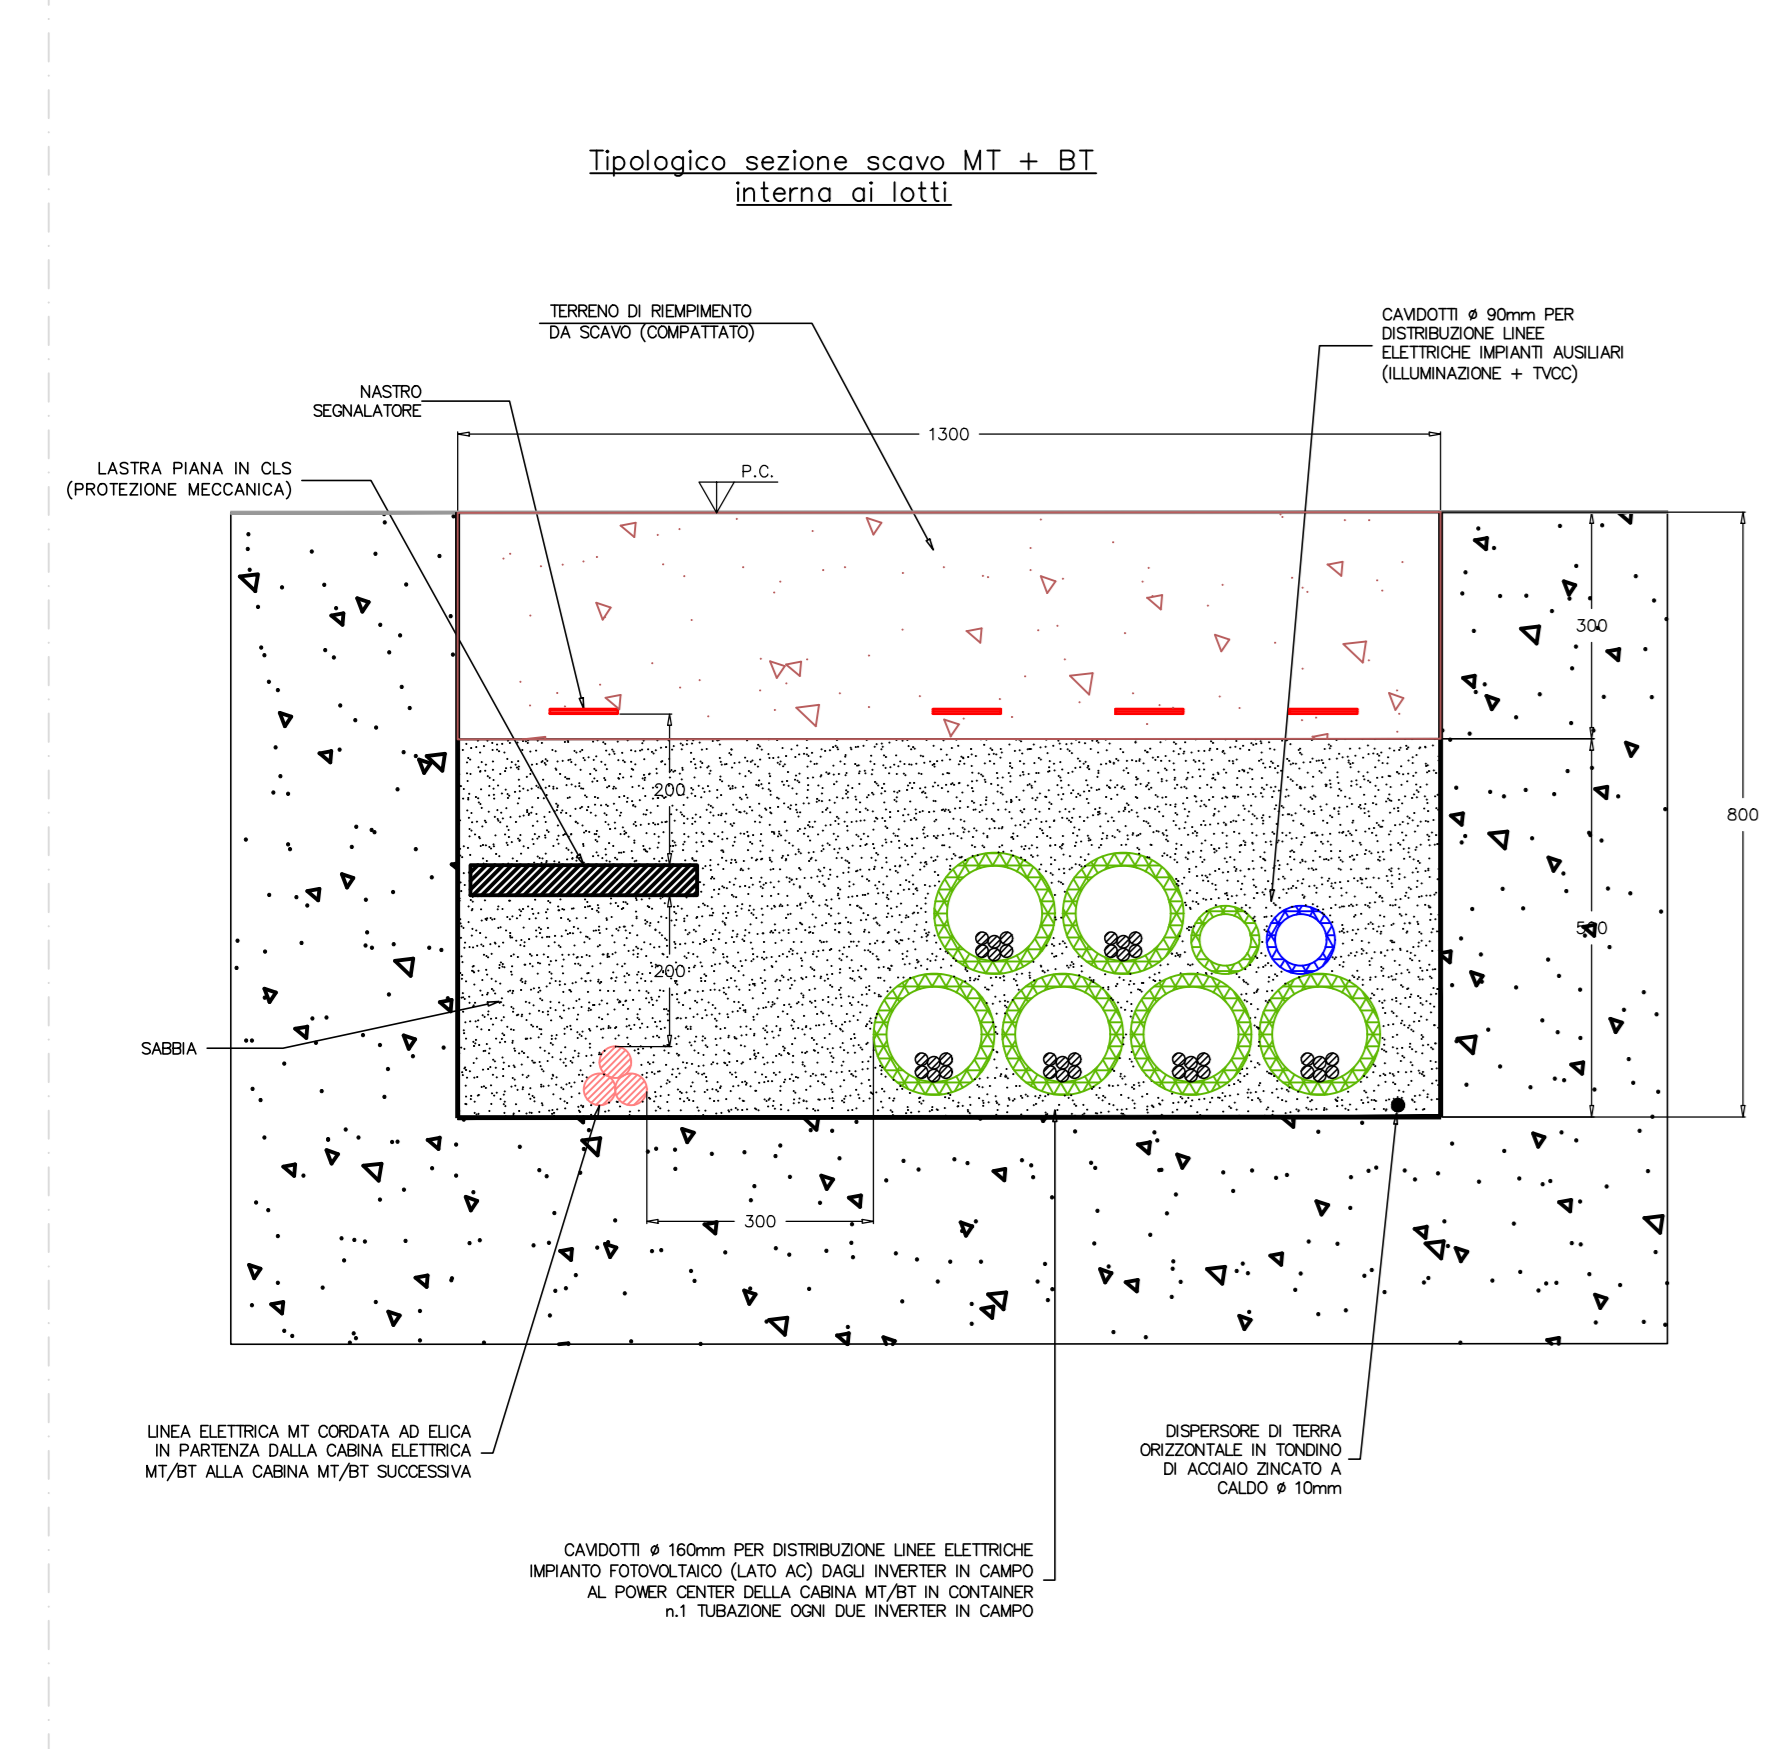 Tipologico sezione scavo MT + BT
interna ai lotti
TERRENO DI RIEMPIMENTO
DA SCAVO (COMPATTATO)
CAVIDOTTI ø 90mm PER
DISTRIBUZIONE LINEE
ELETTRICHE IMPIANTI AUSILIARI
(ILLUMINAZIONE + TVCC)
NASTRO
SEGNALATORE
1300
LASTRA PIANA IN CLS
(PROTEZIONE MECCANICA)
P.C.
300
200
800
500
200
SABBIA
300
LINEA ELETTRICA MT CORDATA AD ELICA
IN PARTENZA DALLA CABINA ELETTRICA
MT/BT ALLA CABINA MT/BT SUCCESSIVA
DISPERSORE DI TERRA
ORIZZONTALE IN TONDINO
DI ACCIAIO ZINCATO A
CALDO ø 10mm
CAVIDOTTI ø 160mm PER DISTRIBUZIONE LINEE ELETTRICHE
IMPIANTO FOTOVOLTAICO (LATO AC) DAGLI INVERTER IN CAMPO
AL POWER CENTER DELLA CABINA MT/BT IN CONTAINER
n.1 TUBAZIONE OGNI DUE INVERTER IN CAMPO